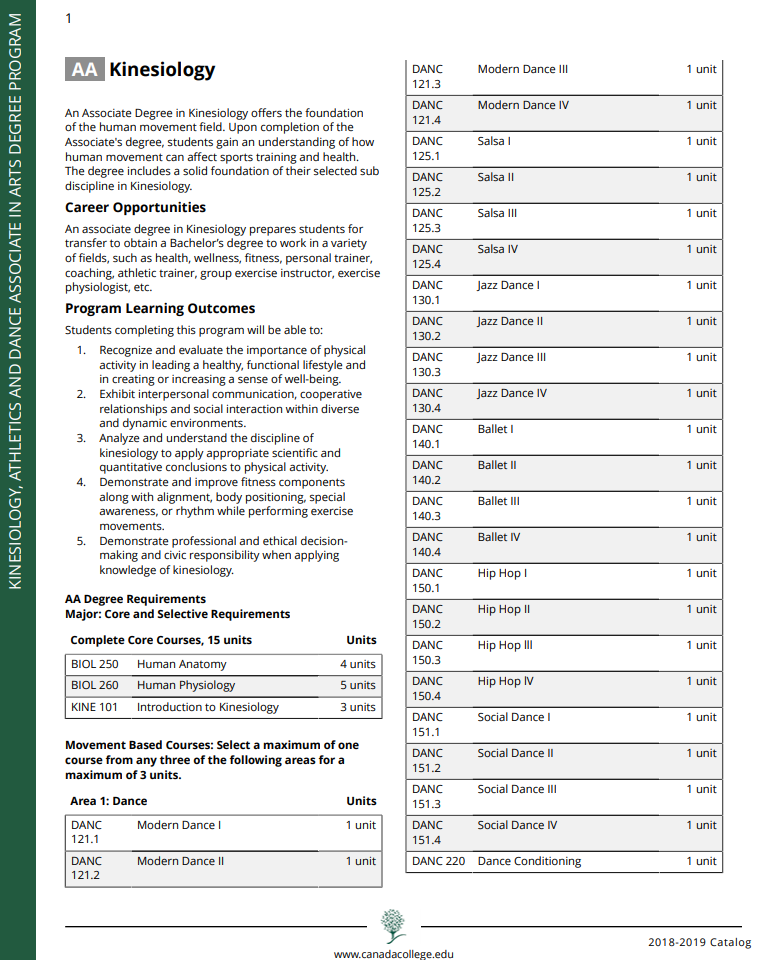 1
KINESIOLOGY, ATHLETICS AND DANCE ASSOCIATE IN ARTS DEGREE PROGRAM
AA Kinesiology
An Associate Degree in Kinesiology offers the foundation
of the human movement field. Upon completion of the
Associate's degree, students gain an understanding of how
human movement can affect sports training and health.
The degree includes a solid foundation of their selected sub
discipline in Kinesiology.
Career Opportunities
An associate degree in Kinesiology prepares students for
transfer to obtain a Bachelor's degree to work in a variety
of fields, such as health, wellness, fitness, personal trainer,
coaching, athletic trainer, group exercise instructor, exercise
physiologist, etc.
Program Learning Outcomes
Students completing this program will be able to:
1. Recognize and evaluate the importance of physical
activity in leading a healthy, functional lifestyle and
in creating or increasing a sense of well-being.
2. Exhibit interpersonal communication, cooperative
relationships and social interaction within diverse
and dynamic environments.
3. Analyze and understand the discipline of
kinesiology to apply appropriate scientific and
quantitative conclusions to physical activity.
4. Demonstrate and improve fitness components
along with alignment, body positioning, special
awareness, or rhythm while performing exercise
movements.
5. Demonstrate professional and ethical decision-
making and civic responsibility when applying
knowledge of kinesiology.
AA Degree Requirements
Major: Core and Selective Requirements
Complete Core Courses, 15 units Units
BIOL 250 Human Anatomy 4 units
BIOL 260 Human Physiology 5 units
KINE 101 Introduction to Kinesiology 3 units
Movement Based Courses: Select a maximum of one
course from any three of the following areas for a
maximum of 3 units.
Area 1: Dance Units
DANC Modern Dance I 1 unit
121.1
DANC Modern Dance II 1 unit
121.2
DANC Modern Dance III 1 unit
121.3
DANC Modern Dance IV 1 unit
121.4
DANC Salsa I 1 unit
125.1
DANC Salsa II 1 unit
125.2
DANC Salsa III 1 unit
125.3
DANC Salsa IV 1 unit
125.4
DANC Jazz Dance I 1 unit
130.1
DANC Jazz Dance II 1 unit
130.2
DANC Jazz Dance III 1 unit
130.3
DANC Jazz Dance IV 1 unit
130.4
DANC Ballet I 1 unit
140.1
DANC Ballet II 1 unit
140.2
DANC Ballet III 1 unit
140.3
DANC Ballet IV 1 unit
140.4
DANC Hip Hop I 1 unit
150.1
DANC Hip Hop II 1 unit
150.2
DANC Hip Hop III 1 unit
150.3
DANC Hip Hop IV 1 unit
150.4
DANC Social Dance I 1 unit
151.1
DANC Social Dance II 1 unit
151.2
DANC Social Dance III 1 unit
151.3
DANC Social Dance IV 1 unit
151.4
DANC 220 Dance Conditioning 1 unit
www.canadacollege.edu
2018-2019 Catalog